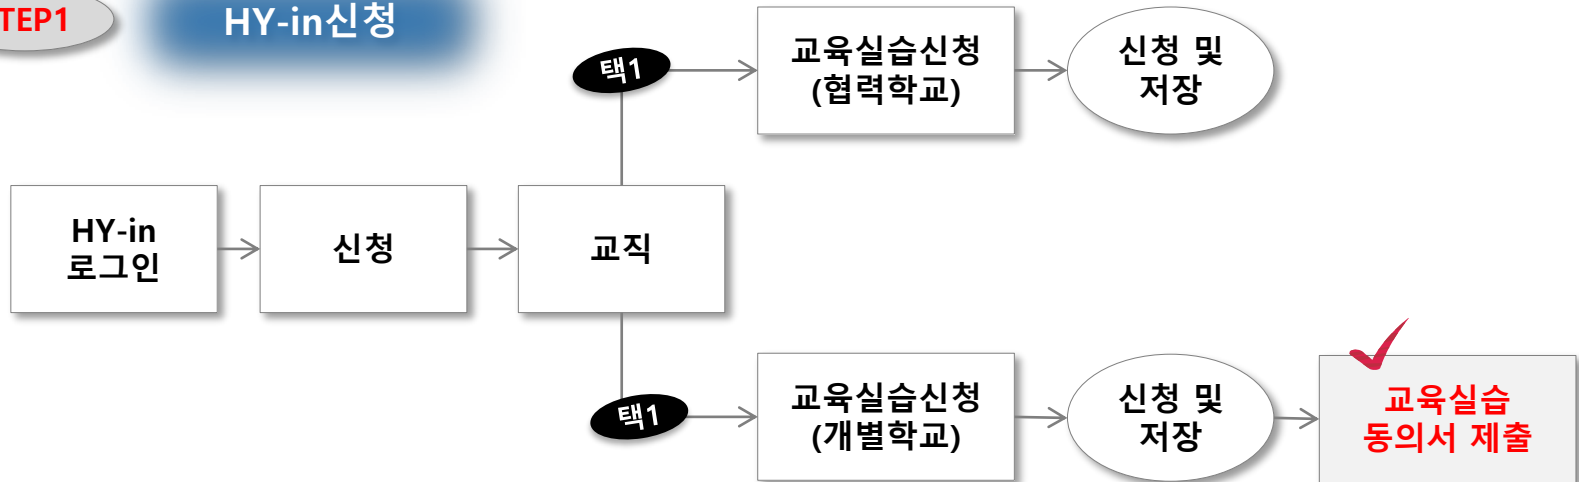 TEP1
HY-in신청
택1
교육실습신청
(협력학교)
신청 및
저장
HY-in
로그인
신청
교직
택1
교육실습신청
(개별학교)
신청 및
저장
교육실습
동의서 제출